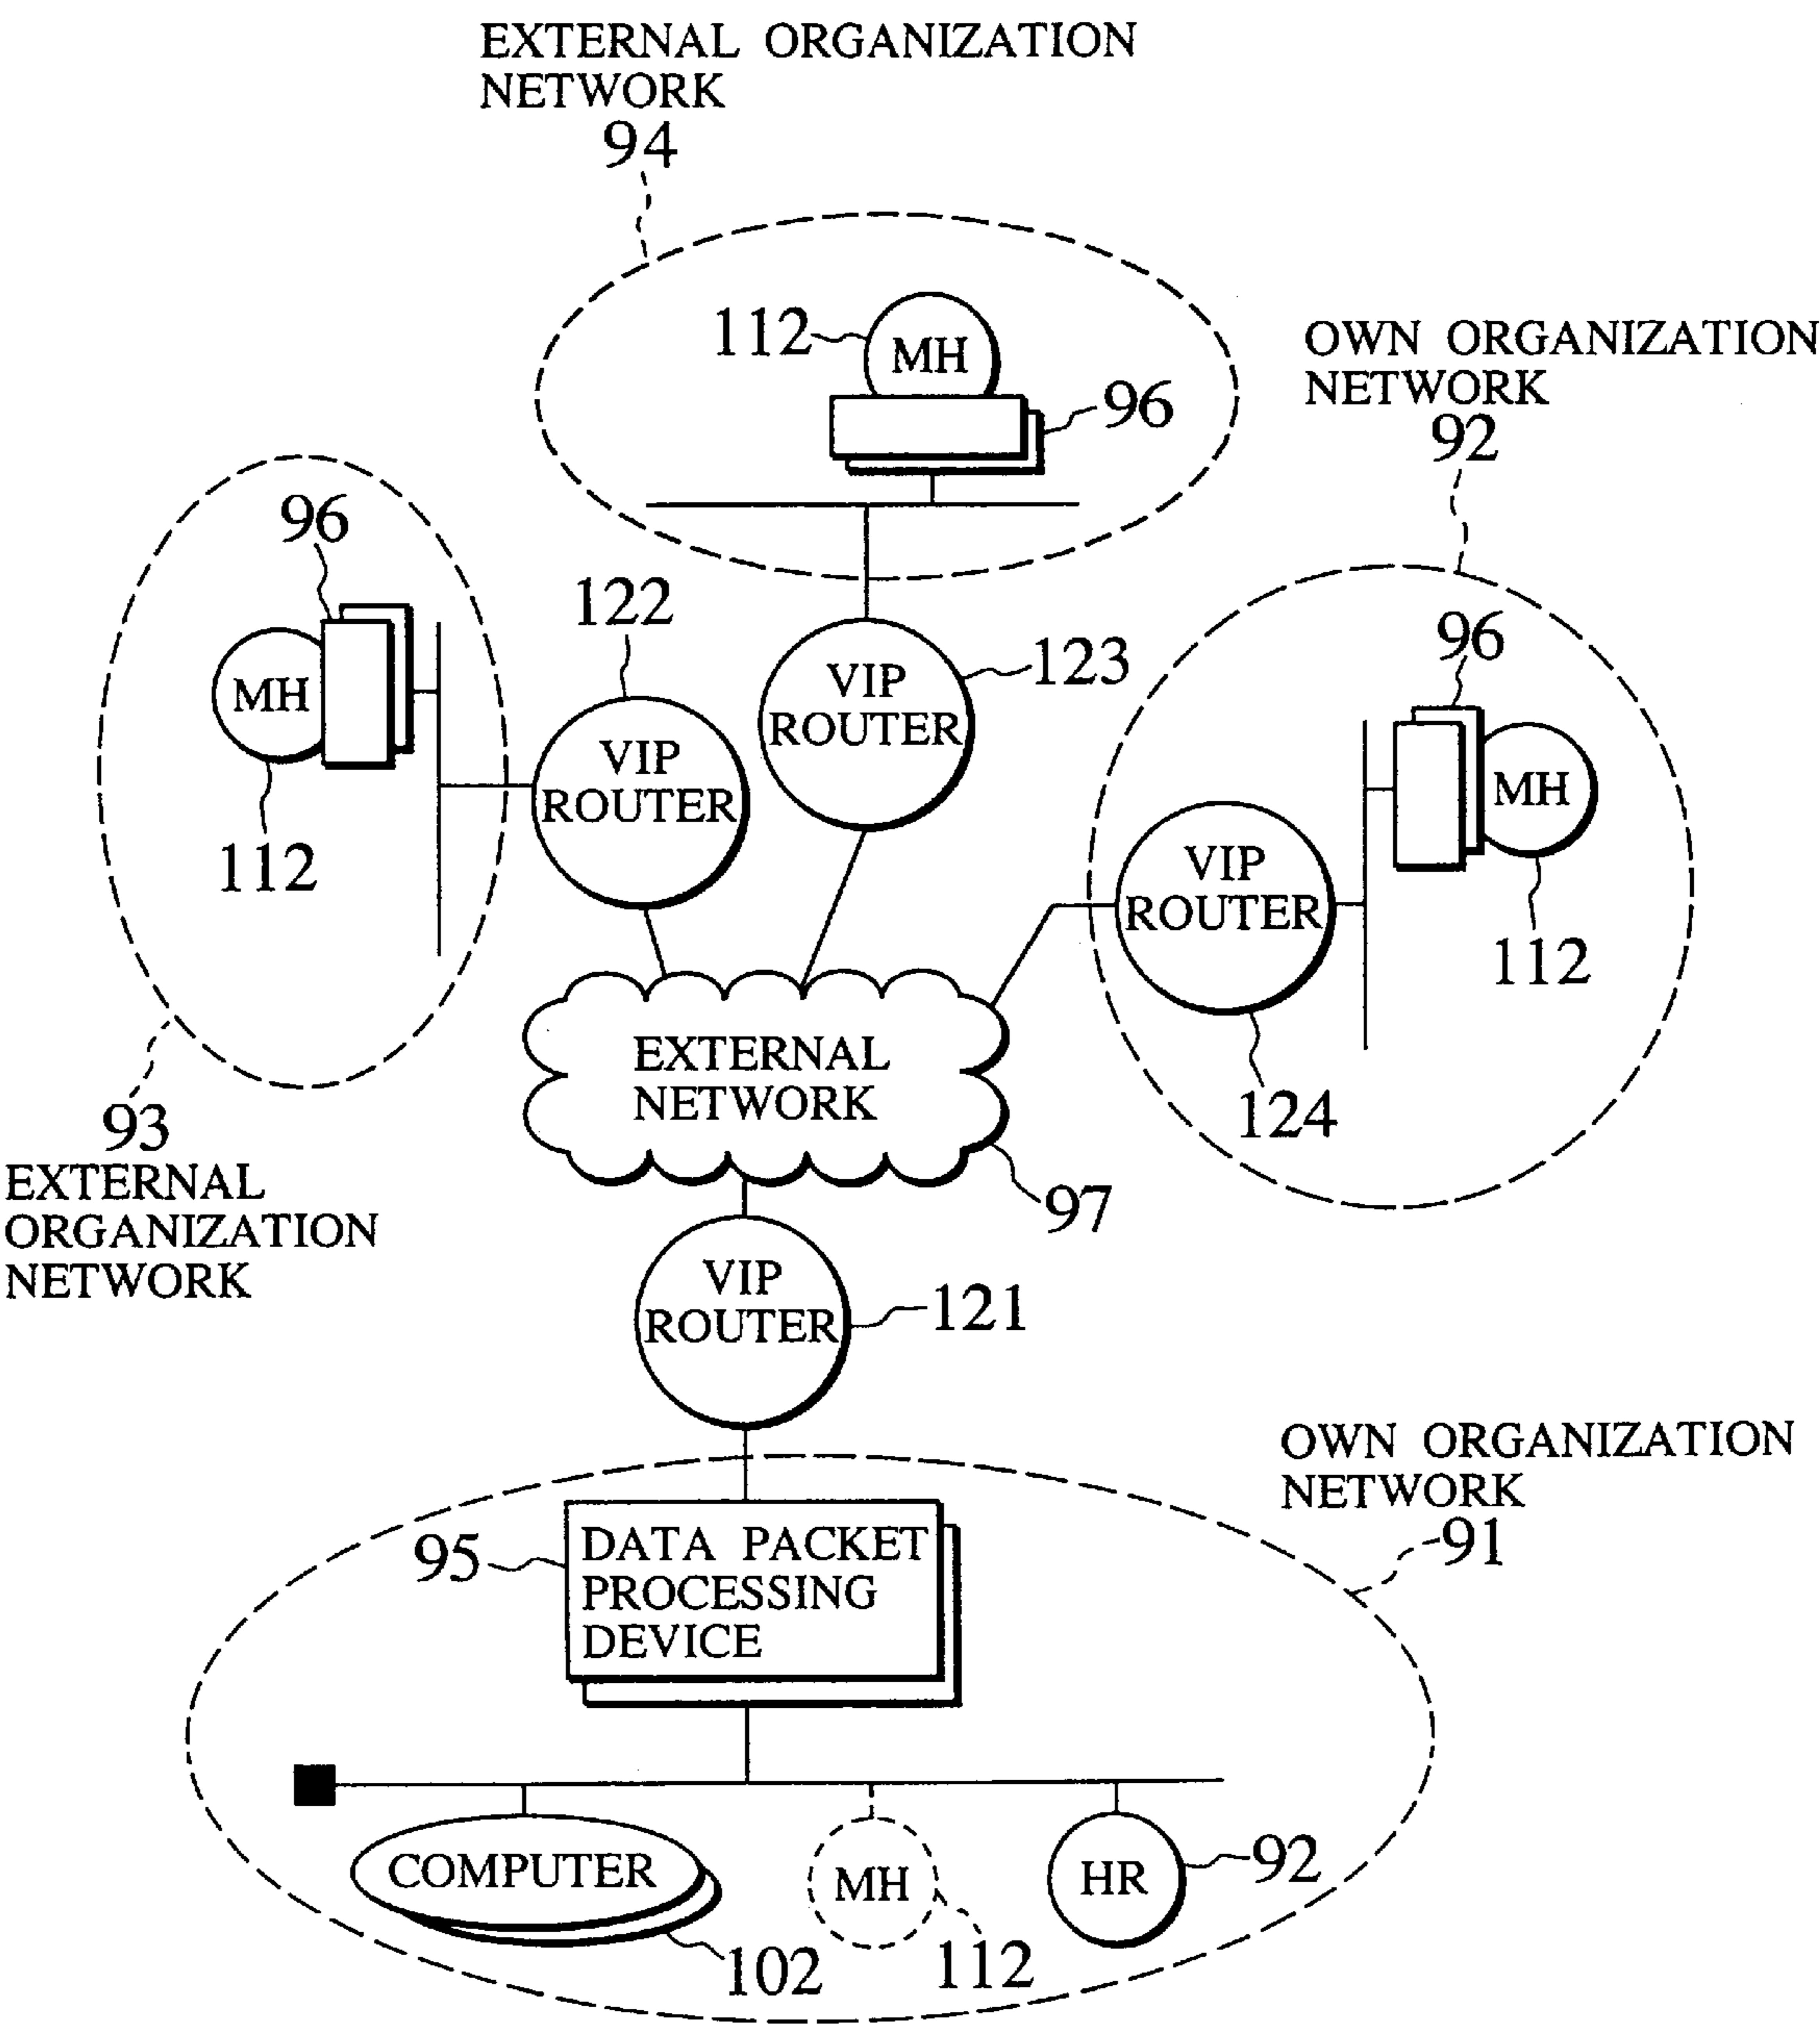 EXTERNAL ORGANIZATION
NETWORK
94
112
MH
96
OWN ORGANIZATION
NETWORK
92
96
MH
112
122
VIP
ROUTER
VIP
ROUTER
123
96
MH
112
VIP
ROUTER
124
EXTERNAL
NETWORK
97
93
EXTERNAL
ORGANIZATION
NETWORK
VIP
ROUTER
121
OWN ORGANIZATION
NETWORK
91
95
DATA PACKET
PROCESSING
DEVICE
COMPUTER
102
MH
112
HR
92